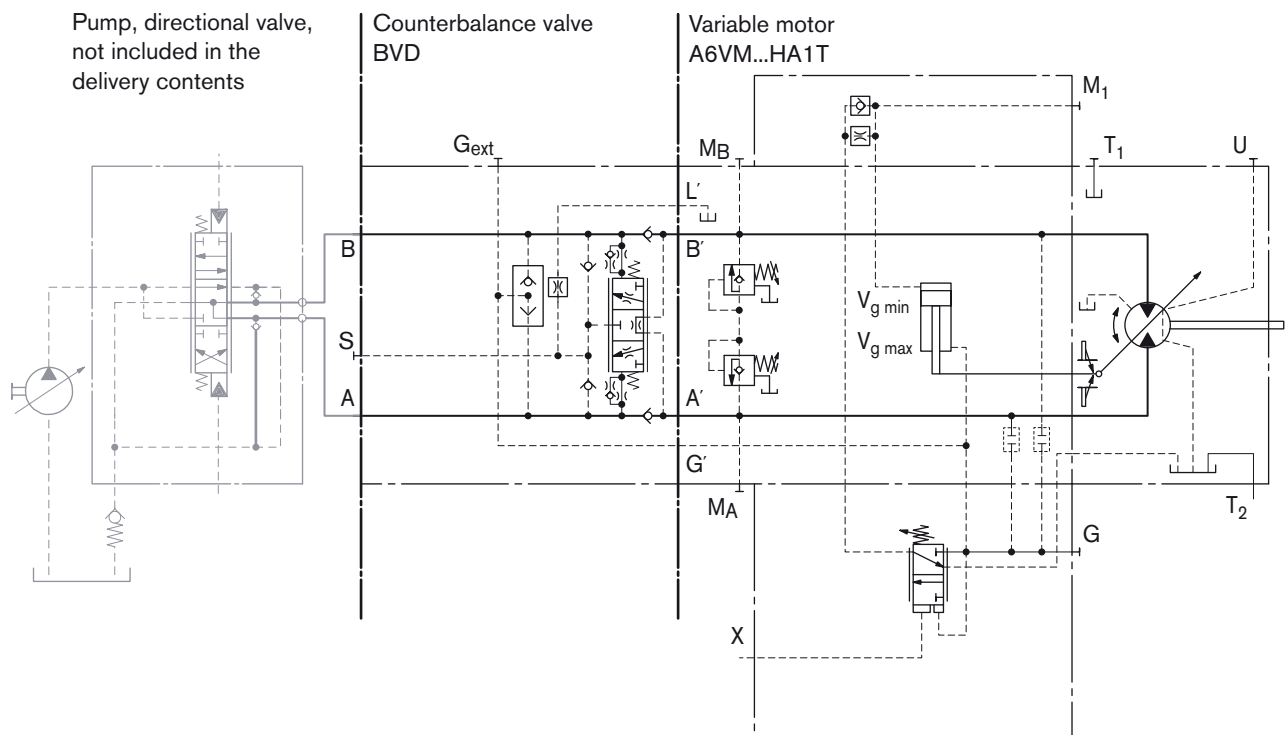 Pump, directional valve,
not included in the
delivery contents
Counterbalance valve
BVD
Variable motor
A6VM...HA1T
M1
Gext
MB
T1
U
L′
B
B′
Vg min
Vg max
S
A
A′
G′
MA
T2
G
X